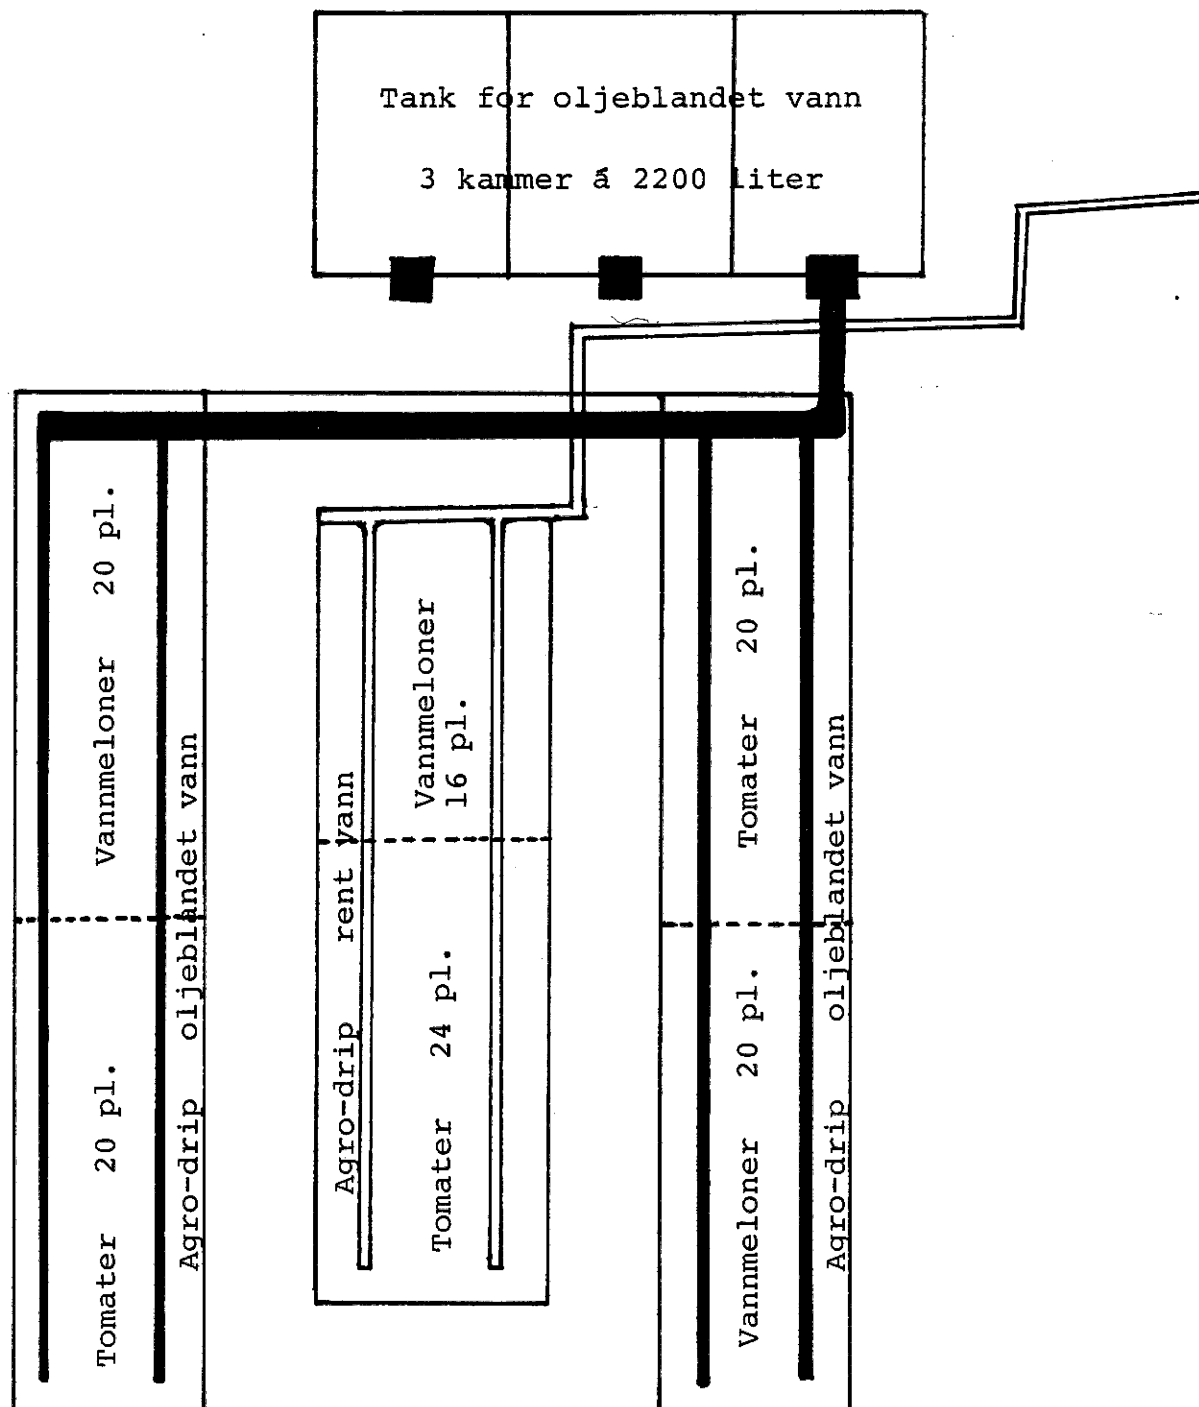 Tank for oljeblandet vann
3 kammer á 2200 liter
Vannmeloner 20 pl.
Tomater 20 pl.
Agro-drip oljeblandet vann
Agro-drip rent vann
Vannmeloner
16 pl.
Tomater 24 pl.
Tomater 20 pl.
Vannmeloner 20 pl.
Agro-drip oljeblandet vann